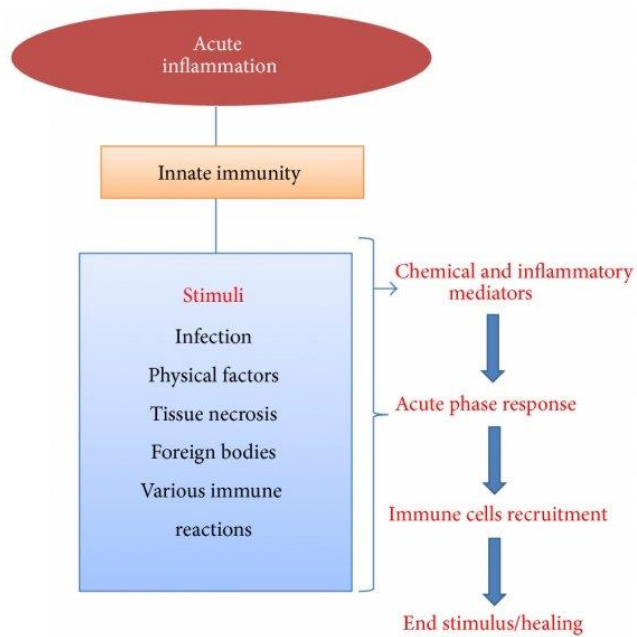 Acute
inflammation
Innate immunity
Stimuli
Infection
Physical factors
Tissue necrosis
Foreign bodies
Various immune
reactions
Chemical and inflammatory
mediators
Acute phase response
Immune cells recruitment
End stimulus/healing